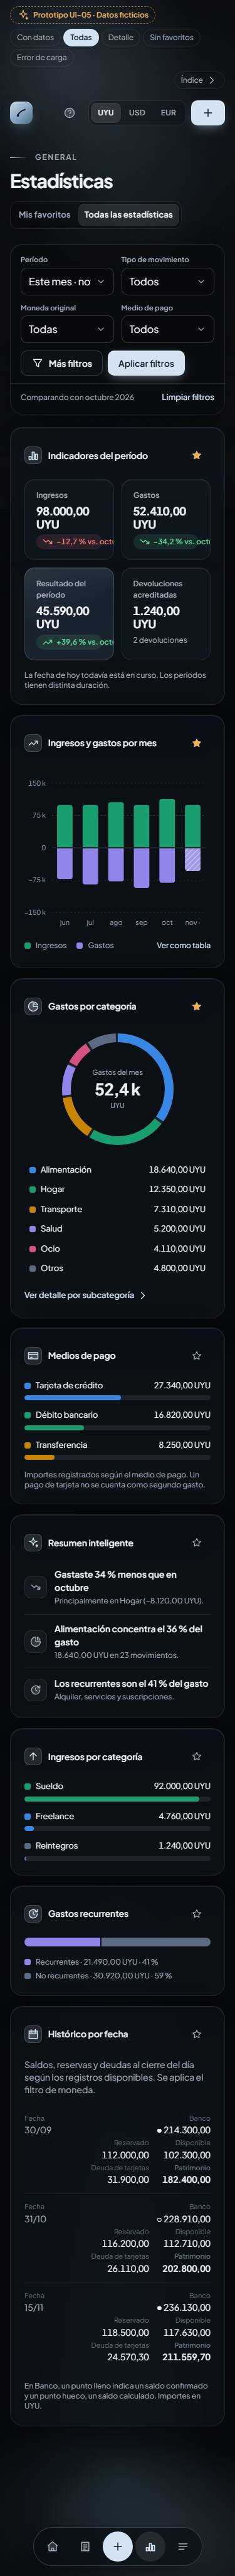 Prototipo UI-05 · Datos ficticios
Con datos Todas Detalle Sin favoritos
Error de carga
Índice
UYU USD EUR
GENERAL
Estadísticas
Mis favoritos Todas las estadísticas
Período Tipo de movimiento
Este mes · no Todos
Moneda original Medio de pago
Todas Todos
Más filtros Aplicar filtros
Comparando con octubre 2026 Limpiar filtros
Indicadores del período
Ingresos
98.000,00
UYU
−12,7 % vs. oct
Gastos
52.410,00
UYU
−34,2 % vs. oct
Resultado del
período
45.590,00
UYU
+39,6 % vs. oct
Devoluciones
acreditadas
1.240,00
UYU
2 devoluciones
La fecha de hoy todavía está en curso. Los períodos
tienen distinta duración.
Ingresos y gastos por mes
150 k
75 k
0
−75 k
−150 k
jun jul ago sep oct nov·
Ingresos Gastos Ver como tabla
Gastos por categoría
Gastos del mes
52,4 k
UYU
Alimentación 18.640,00 UYU
Hogar 12.350,00 UYU
Transporte 7.310,00 UYU
Salud 5.200,00 UYU
Ocio 4.110,00 UYU
Otros 4.800,00 UYU
Ver detalle por subcategoría
Medios de pago
Tarjeta de crédito 27.340,00 UYU
Débito bancario 16.820,00 UYU
Transferencia 8.250,00 UYU
Importes registrados según el medio de pago. Un
pago de tarjeta no se cuenta como segundo gasto.
Resumen inteligente
Gastaste 34 % menos que en
octubre
Principalmente en Hogar (−8.120,00 UYU).
Alimentación concentra el 36 % del
gasto
18.640,00 UYU en 23 movimientos.
Los recurrentes son el 41 % del gasto
Alquiler, servicios y suscripciones.
Ingresos por categoría
Sueldo 92.000,00 UYU
Freelance 4.760,00 UYU
Reintegros 1.240,00 UYU
Gastos recurrentes
Recurrentes · 21.490,00 UYU · 41 %
No recurrentes · 30.920,00 UYU · 59 %
Histórico por fecha
Saldos, reservas y deudas al cierre del día
según los registros disponibles. Se aplica el
filtro de moneda.
Fecha Banco
30/09 214.300,00
Reservado Disponible
112.000,00 102.300,00
Deuda de tarjetas Patrimonio
31.900,00 182.400,00
Fecha Banco
31/10 228.910,00
Reservado Disponible
116.200,00 112.710,00
Deuda de tarjetas Patrimonio
26.110,00 202.800,00
Fecha Banco
15/11 236.130,00
Reservado Disponible
118.500,00 117.630,00
Deuda de tarjetas Patrimonio
24.570,30 211.559,70
En Banco, un punto lleno indica un saldo confirmado
y un punto hueco, un saldo calculado. Importes en
UYU.